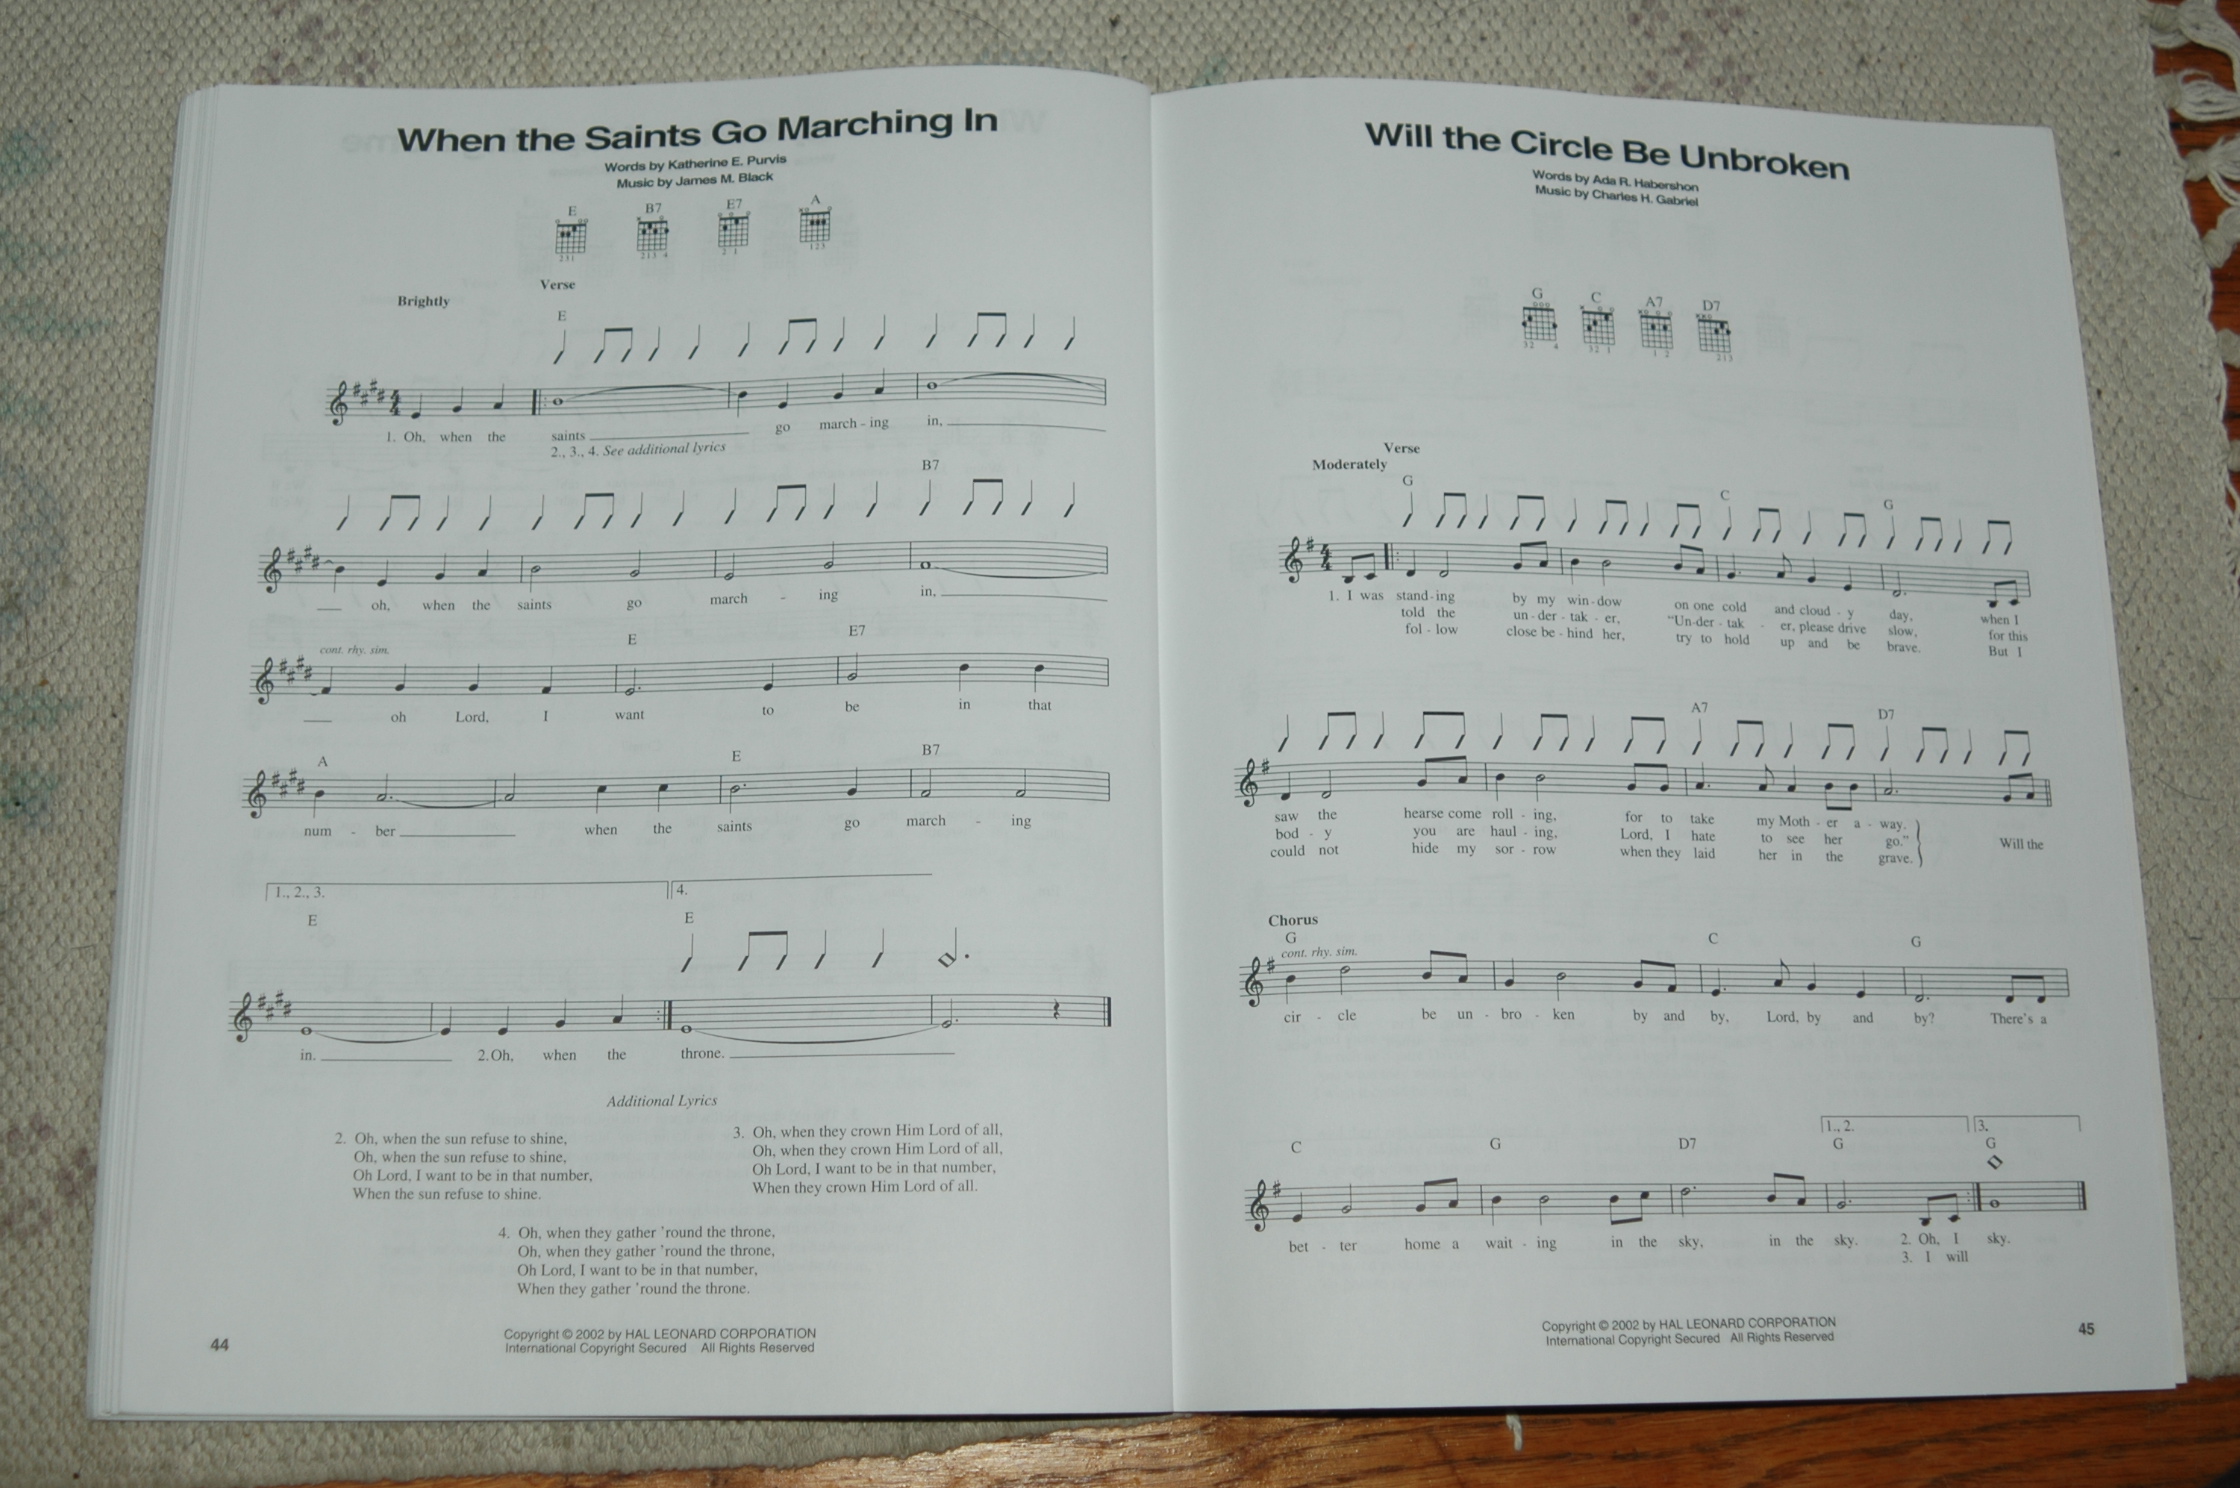 When the Saints Go Marching In
Words by Katherine E. Purvis
Music by James M. Black
E B7 E7 A
231 213 4 2 1 123
Verse
Brightly
E
1. Oh, when the saints go march - ing in,
2., 3., 4. See additional lyrics
B7
oh, when the saints go march - ing in,
cont. rhy. sim.
E E7
oh Lord, I want to be in that
A E B7
num - ber when the saints go march - ing
1., 2., 3. 4.
E E
in. 2. Oh, when the throne.
Additional Lyrics
2. Oh, when the sun refuse to shine,
Oh, when the sun refuse to shine,
Oh Lord, I want to be in that number,
When the sun refuse to shine.
3. Oh, when they crown Him Lord of all,
Oh, when they crown Him Lord of all,
Oh Lord, I want to be in that number,
When they crown Him Lord of all.
4. Oh, when they gather ’round the throne,
Oh, when they gather ’round the throne,
Oh Lord, I want to be in that number,
When they gather ’round the throne.
44
Copyright © 2002 by HAL LEONARD CORPORATION
International Copyright Secured All Rights Reserved
Will the Circle Be Unbroken
Words by Ada R. Habershon
Music by Charles H. Gabriel
G C A7 D7
32 4 32 1 1 2 213
Verse
Moderately
G C G
1. I was stand - ing by my win - dow on one cold and cloud - y day, when I
told the un - der - tak - er, “Un - der - tak - er, please drive slow, for this
fol - low close be - hind her, try to hold up and be brave. But I
A7 D7
saw the hearse come roll - ing, for to take my Moth - er a - way.
bod - y you are haul - ing, Lord, I hate to see her go.” Will the
could not hide my sor - row when they laid her in the grave.
Chorus
G C G
cont. rhy. sim.
cir - cle be un - bro - ken by and by, Lord, by and by? There’s a
1., 2. 3.
C G D7 G G
bet - ter home a wait - ing in the sky, in the sky. 2. Oh, I sky.
3. I will
Copyright © 2002 by HAL LEONARD CORPORATION
International Copyright Secured All Rights Reserved
45